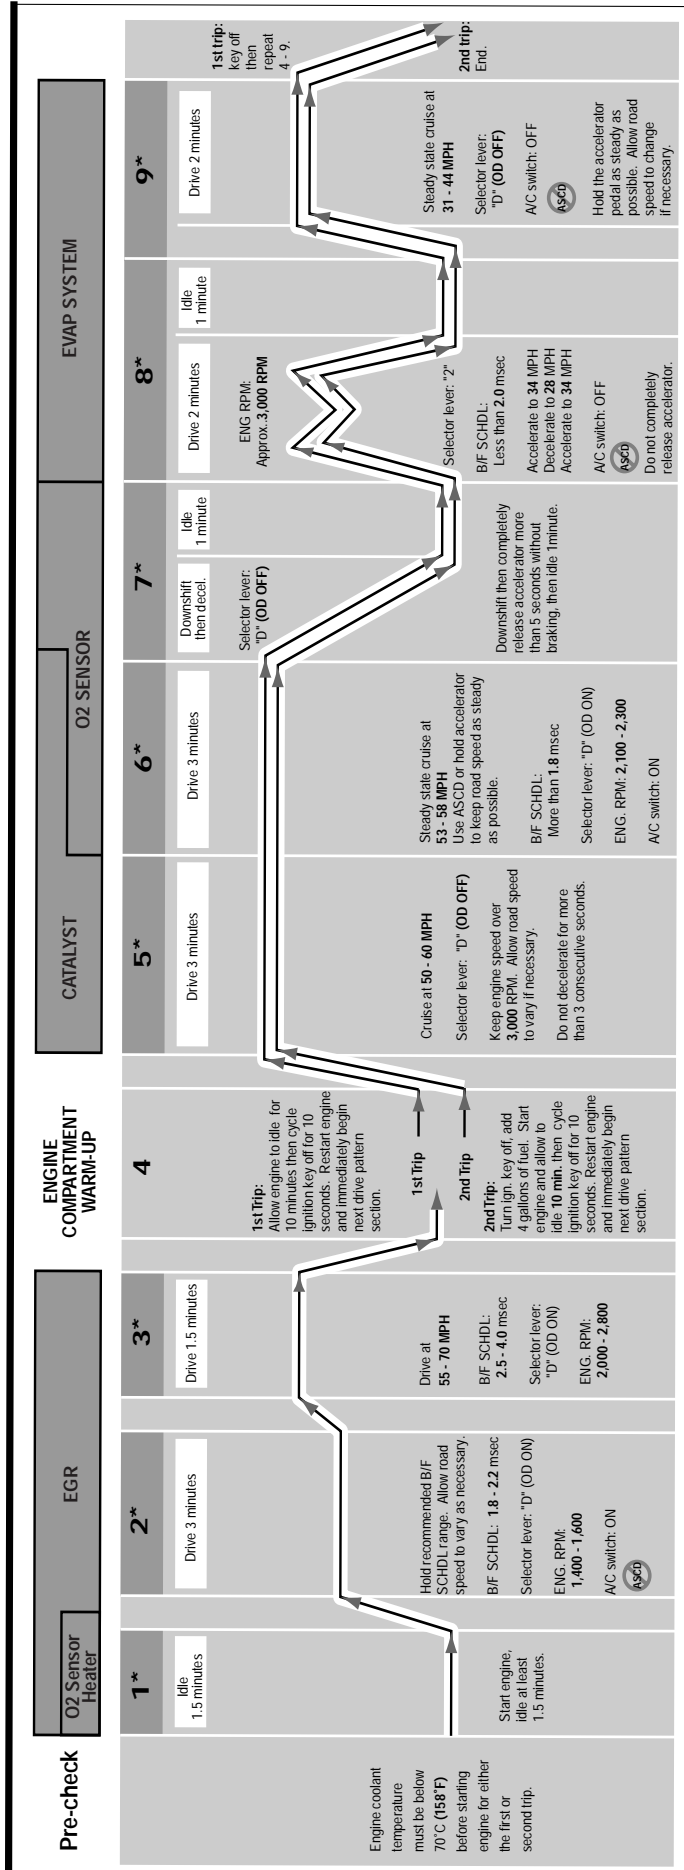 Pre-check
Engine coolant
temperature
must be below
70˚C (158˚F)
before starting
engine for either
the first or
second trip.
EGR
O2 Sensor
Heater
1*
Idle
1.5 minutes
Start engine,
idle at least
1.5 minutes.
2*
Drive 3 minutes
Hold recommended B/F
SCHDL range. Allow road
speed to vary as necessary.
B/F SCHDL: 1.8 - 2.2 msec
Selector lever: "D" (OD ON)
ENG. RPM:
1,400 - 1,600
A/C switch: ON
ASCD
3*
Drive 1.5 minutes
Drive at
55 - 70 MPH
B/F SCHDL:
2.5 - 4.0 msec
Selector lever:
"D" (OD ON)
ENG. RPM:
2,000 - 2,800
ENGINE
COMPARTMENT
WARM-UP
4
1st Trip:
Allow engine to idle for
10 minutes then cycle
ignition key off for 10
seconds. Restart engine
and immediately begin
next drive pattern
section.
1st Trip
2nd Trip
2nd Trip:
Turn ign. key off, add
4 gallons of fuel. Start
engine and allow to
idle 10 min. then cycle
ignition key off for 10
seconds. Restart engine
and immediately begin
next drive pattern
section.
CATALYST
5*
Drive 3 minutes
Cruise at 50 - 60 MPH
Selector lever: "D" (OD OFF)
Keep engine speed over
3,000 RPM. Allow road speed
to vary if necessary.
Do not decelerate for more
than 3 consecutive seconds.
O2 SENSOR
6*
Drive 3 minutes
Steady state cruise at
53 - 58 MPH
Use ASCD or hold accelerator
to keep road speed as steady
as possible.
B/F SCHDL:
More than 1.8 msec
Selector lever: "D" (OD ON)
ENG. RPM: 2,100 - 2,300
A/C switch: ON
7*
Downshift
then decel.
Idle
1 minute
Selector lever:
"D" (OD OFF)
Downshift then completely
release accelerator more
than 5 seconds without
braking, then idle 1minute.
EVAP SYSTEM
8*
Drive 2 minutes
Idle
1 minute
ENG RPM:
Approx. 3,000 RPM
Selector lever: "2"
B/F SCHDL:
Less than 2.0 msec
Accelerate to 34 MPH
Decelerate to 28 MPH
Accelerate to 34 MPH
A/C switch: OFF
ASCD
Do not completely
release accelerator.
9*
Drive 2 minutes
Steady state cruise at
31 - 44 MPH
Selector lever:
"D" (OD OFF)
A/C switch: OFF
ASCD
Hold the accelerator
pedal as steady as
possible. Allow road
speed to change
if necessary.
1st trip:
key off
then
repeat
4 - 9.
2nd trip:
End.